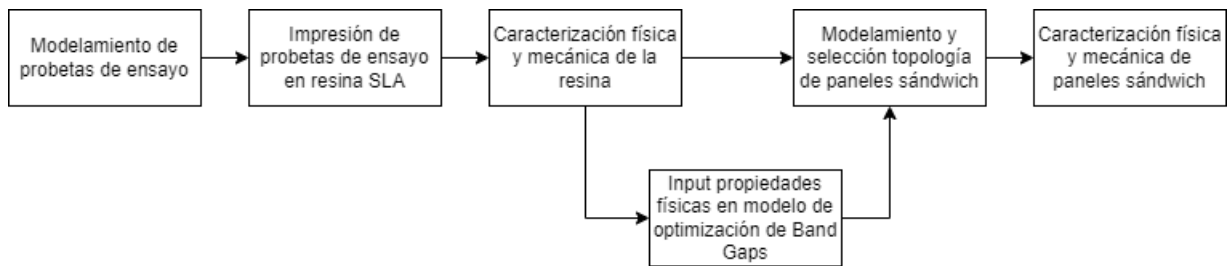 Modelamiento de
probetas de ensayo
Impresión de
probetas de ensayo
en resina SLA
Caracterización física
y mecánica de la
resina
Modelamiento y
selección topología
de paneles sándwich
Caracterización física
y mecánica de
paneles sándwich
Input propiedades
físicas en modelo de
optimización de Band
Gaps